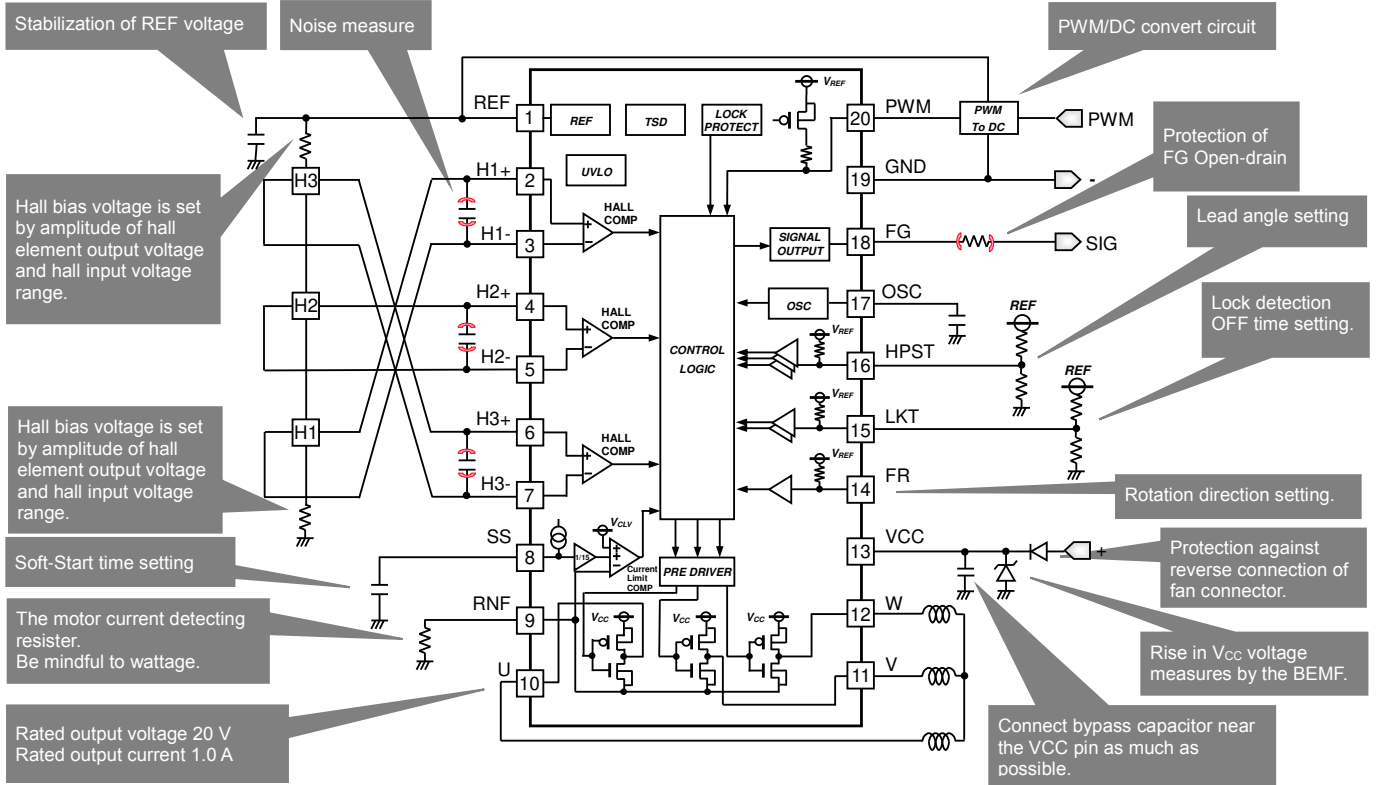 Stabilization of REF voltage
Noise measure
PWM/DC convert circuit
REF
1
REF
TSD
LOCK
PROTECT
VREF
20
PWM
PWM
To DC
PWM
Protection of
FG Open-drain
H3
H1+
2
UVLO
19
GND
-
Hall bias voltage is set
by amplitude of hall
element output voltage
and hall input voltage
range.
HALL
COMP
+
−
H1-
3
SIGNAL
OUTPUT
18
FG
SIG
Lead angle setting
H2
H2+
4
HALL
COMP
+
−
H2-
5
CONTROL
LOGIC
OSC
17
OSC
REF
Lock detection
OFF time setting.
VREF
16
HPST
REF
Hall bias voltage is set
by amplitude of hall
element output voltage
and hall input voltage
range.
H1
H3+
6
HALL
COMP
+
−
H3-
7
VREF
15
LKT
VREF
14
FR
Rotation direction setting.
Soft-Start time setting
SS
8
1/15
VCLV
+
+
−
Current
Limit
COMP
PRE DRIVER
13
VCC
+
Protection against
reverse connection of
fan connector.
The motor current detecting
resister.
Be mindful to wattage.
RNF
9
VCC
VCC
VCC
12
W
Rise in VCC voltage
measures by the BEMF.
U
10
11
V
Rated output voltage 20 V
Rated output current 1.0 A
Connect bypass capacitor near
the VCC pin as much as
possible.